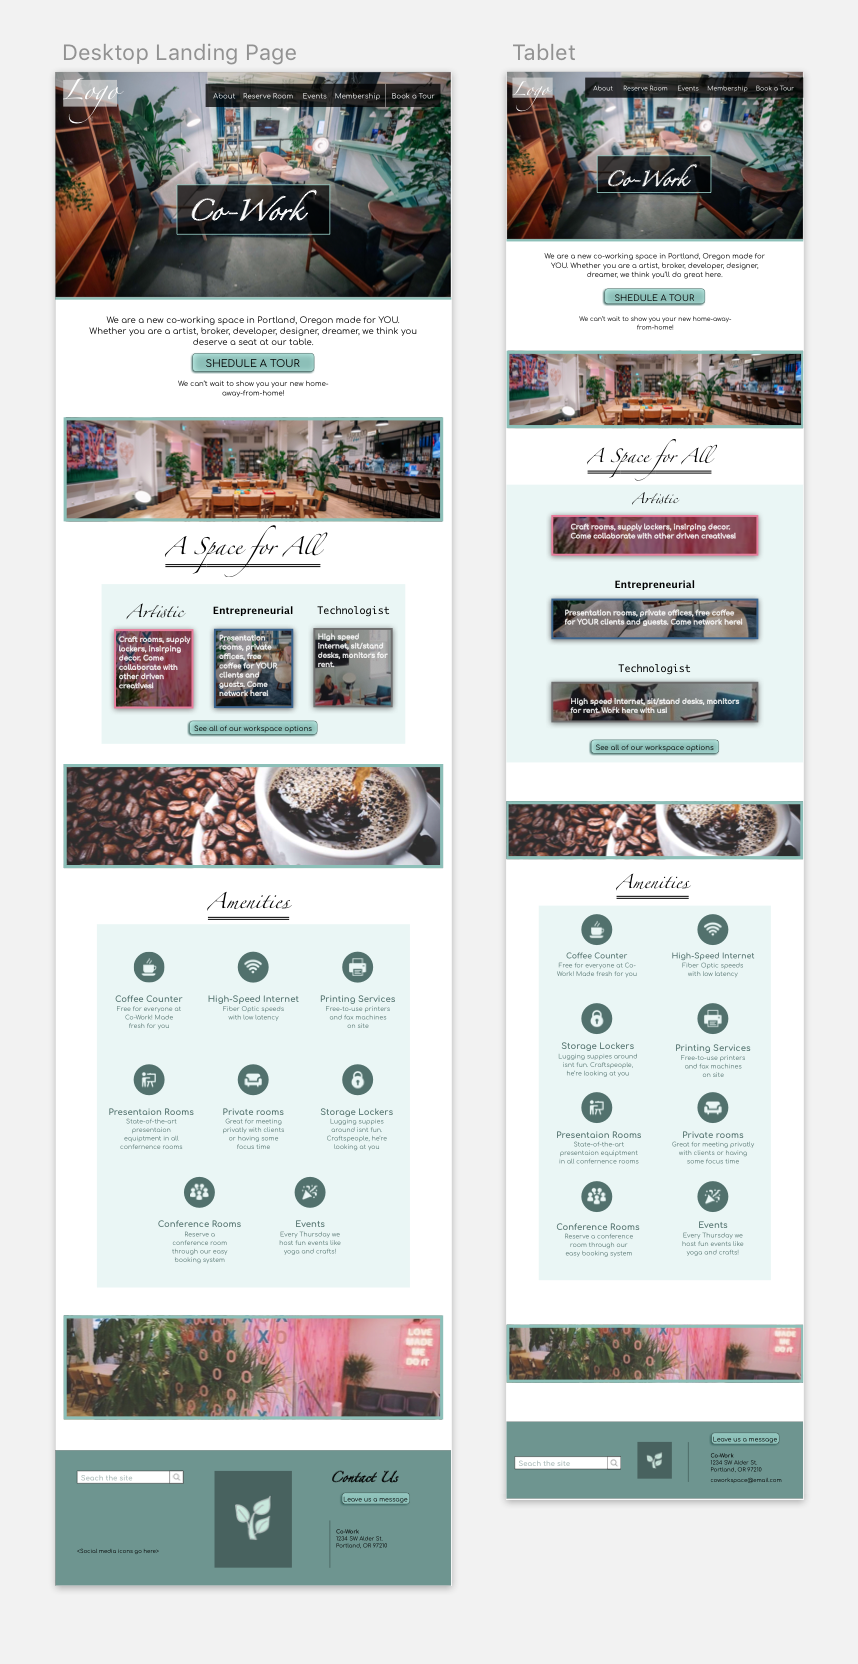 Desktop Landing Page
Logo
About Reserve Room Events Membership Book a Tour
Co-Work
We are a new co-working space in Portland, Oregon made for YOU.
Whether you are a artist, broker, developer, designer, dreamer, we think you
deserve a seat at our table.
SHEDULE A TOUR
We can't wait to show you your new home-
away-from-home!
A Space for All
Artistic
Craft rooms, supply
lockers, insirping
decor. Come
collaborate with
other driven
creatives!
Entrepreneurial
Presentation
rooms, private
offices, free
coffee for YOUR
clients and
guests. Come
network here!
Technologist
High speed
internet, sit/stand
desks, monitors for
rent.
See all of our workspace options
Amenities
Coffee Counter
Free for everyone at
Co-Work! Made
fresh for you
High-Speed Internet
Fiber Optic speeds
with low latency
Printing Services
Free-to-use printers
and fax machines
on site
Presentaion Rooms
State-of-the-art
presentaion
equiptment in all
confernence rooms
Private rooms
Great for meeting
privatly with clients
or having some
focus time
Storage Lockers
Lugging suppies
around isnt fun.
Craftspeople, he're
looking at you
Conference Rooms
Reserve a
conference room
through our easy
booking system
Events
Every Thursday we
host fun events like
yoga and crafts!
LOVE
MADE
ME
DO IT
Seach the site
<Social media icons go here>
Contact Us
Leave us a message
Co-Work
1234 SW Alder St.
Portland, OR 97210
Tablet
Logo
About Reserve Room Events Membership Book a Tour
Co-Work
We are a new co-working space in Portland, Oregon made for
YOU. Whether you are a artist, broker, developer, designer,
dreamer, we think you'll do great here.
SHEDULE A TOUR
We can't wait to show you your new home-away-
from-home!
A Space for All
Artistic
Craft rooms, supply lockers, insirping decor.
Come collaborate with other driven creatives!
Entrepreneurial
Presentation rooms, private offices, free coffee
for YOUR clients and guests. Come network here!
Technologist
High speed internet, sit/stand desks, monitors
for rent. Work here with us!
See all of our workspace options
Amenities
Coffee Counter
Free for everyone at Co-
Work! Made fresh for you
High-Speed Internet
Fiber Optic speeds
with low latency
Storage Lockers
Lugging suppies around
isnt fun. Craftspeople,
he're looking at you
Printing Services
Free-to-use printers
and fax machines
on site
Presentaion Rooms
State-of-the-art
presentaion equiptment
in all confernence rooms
Private rooms
Great for meeting privatly
with clients or having
some focus time
Conference Rooms
Reserve a conference
room through our
easy booking system
Events
Every Thursday we
host fun events like
yoga and crafts!
LOVE
MADE ME
DO IT
Seach the site
Leave us a message
Co-Work
1234 SW Alder St.
Portland, OR 97210
coworkspace@email.com